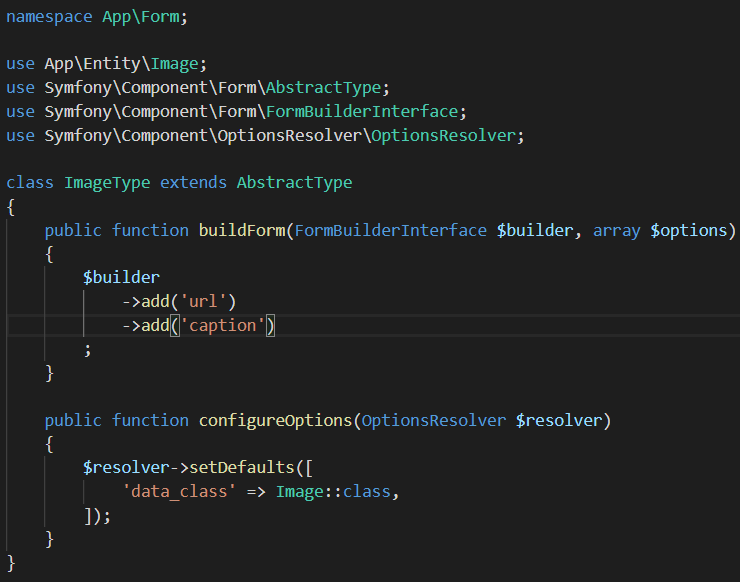 namespace App\Form;
use App\Entity\Image;
use Symfony\Component\Form\AbstractType;
use Symfony\Component\Form\FormBuilderInterface;
use Symfony\Component\OptionsResolver\OptionsResolver;
class ImageType extends AbstractType
{
public function buildForm(FormBuilderInterface $builder, array $options)
{
$builder
->add('url')
->add('caption')
;
}
public function configureOptions(OptionsResolver $resolver)
{
$resolver->setDefaults([
'data_class' => Image::class,
]);
}
}